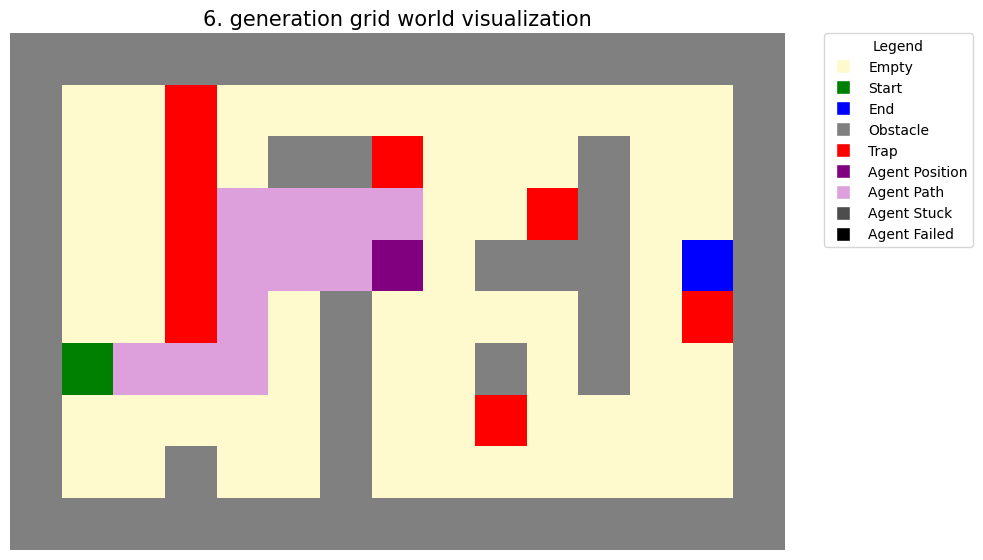 6. generation grid world visualization
Legend
Empty
Start
End
Obstacle
Trap
Agent Position
Agent Path
Agent Stuck
Agent Failed